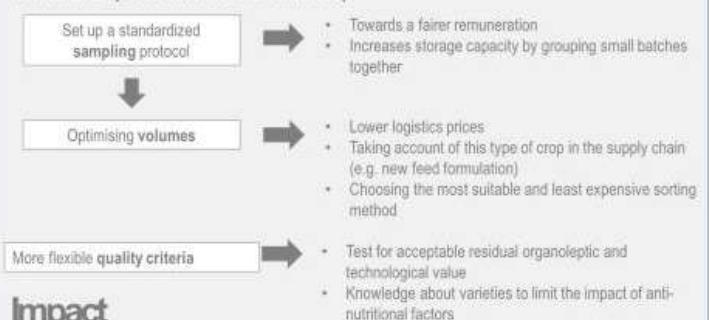 Set up a standardized
sampling protocol
• Towards a fairer remuneration
• Increases storage capacity by grouping small batches
together
Optimising volumes
• Lower logistics prices
• Taking account of this type of crop in the supply chain
(e.g. new feed formulation)
• Choosing the most suitable and least expensive sorting
method
More flexible quality criteria
• Test for acceptable residual organoleptic and
technological value
• Knowledge about varieties to limit the impact of anti-
nutritional factors
Impact